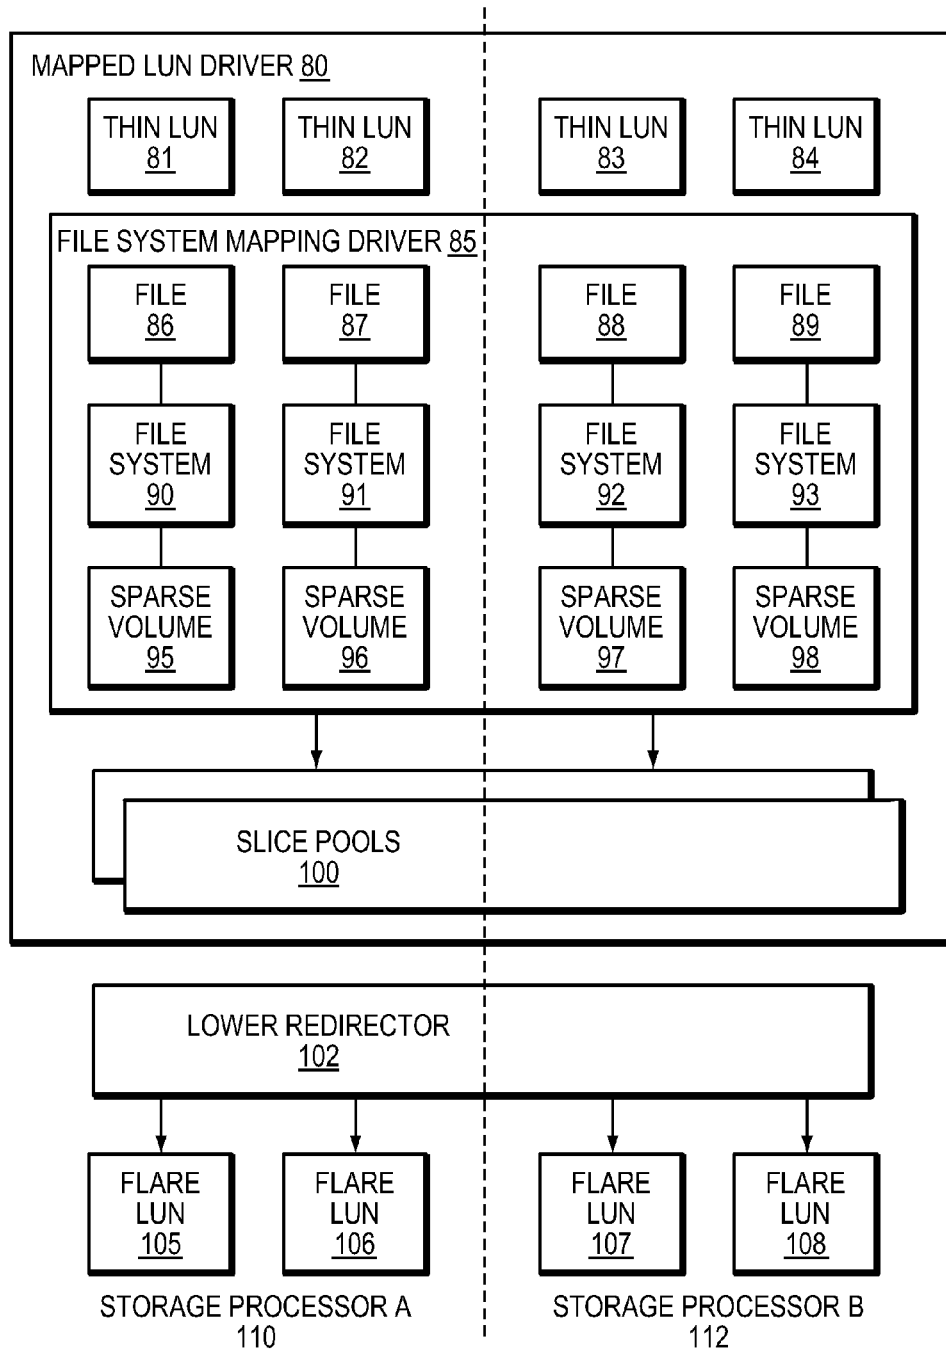 MAPPED LUN DRIVER 80
THIN LUN
81
THIN LUN
82
THIN LUN
83
THIN LUN
84
FILE SYSTEM MAPPING DRIVER 85
FILE
86
FILE
87
FILE
88
FILE
89
FILE
SYSTEM
90
FILE
SYSTEM
91
FILE
SYSTEM
92
FILE
SYSTEM
93
SPARSE
VOLUME
95
SPARSE
VOLUME
96
SPARSE
VOLUME
97
SPARSE
VOLUME
98
SLICE POOLS
100
LOWER REDIRECTOR
102
FLARE
LUN
105
FLARE
LUN
106
FLARE
LUN
107
FLARE
LUN
108
STORAGE PROCESSOR A
110
STORAGE PROCESSOR B
112